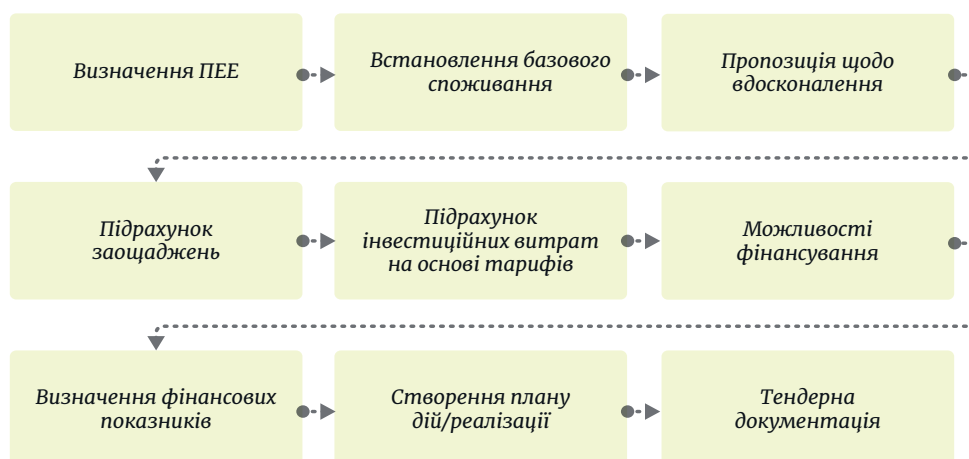 Визначення ПЕЕ
Встановлення базового
споживання
Пропозиція щодо
вдосконалення
Підрахунок
заощаджень
Підрахунок
інвестиційних витрат
на основі тарифів
Можливості
фінансування
Визначення фінансових
показників
Створення плану
дій/реалізації
Тендерна
документація